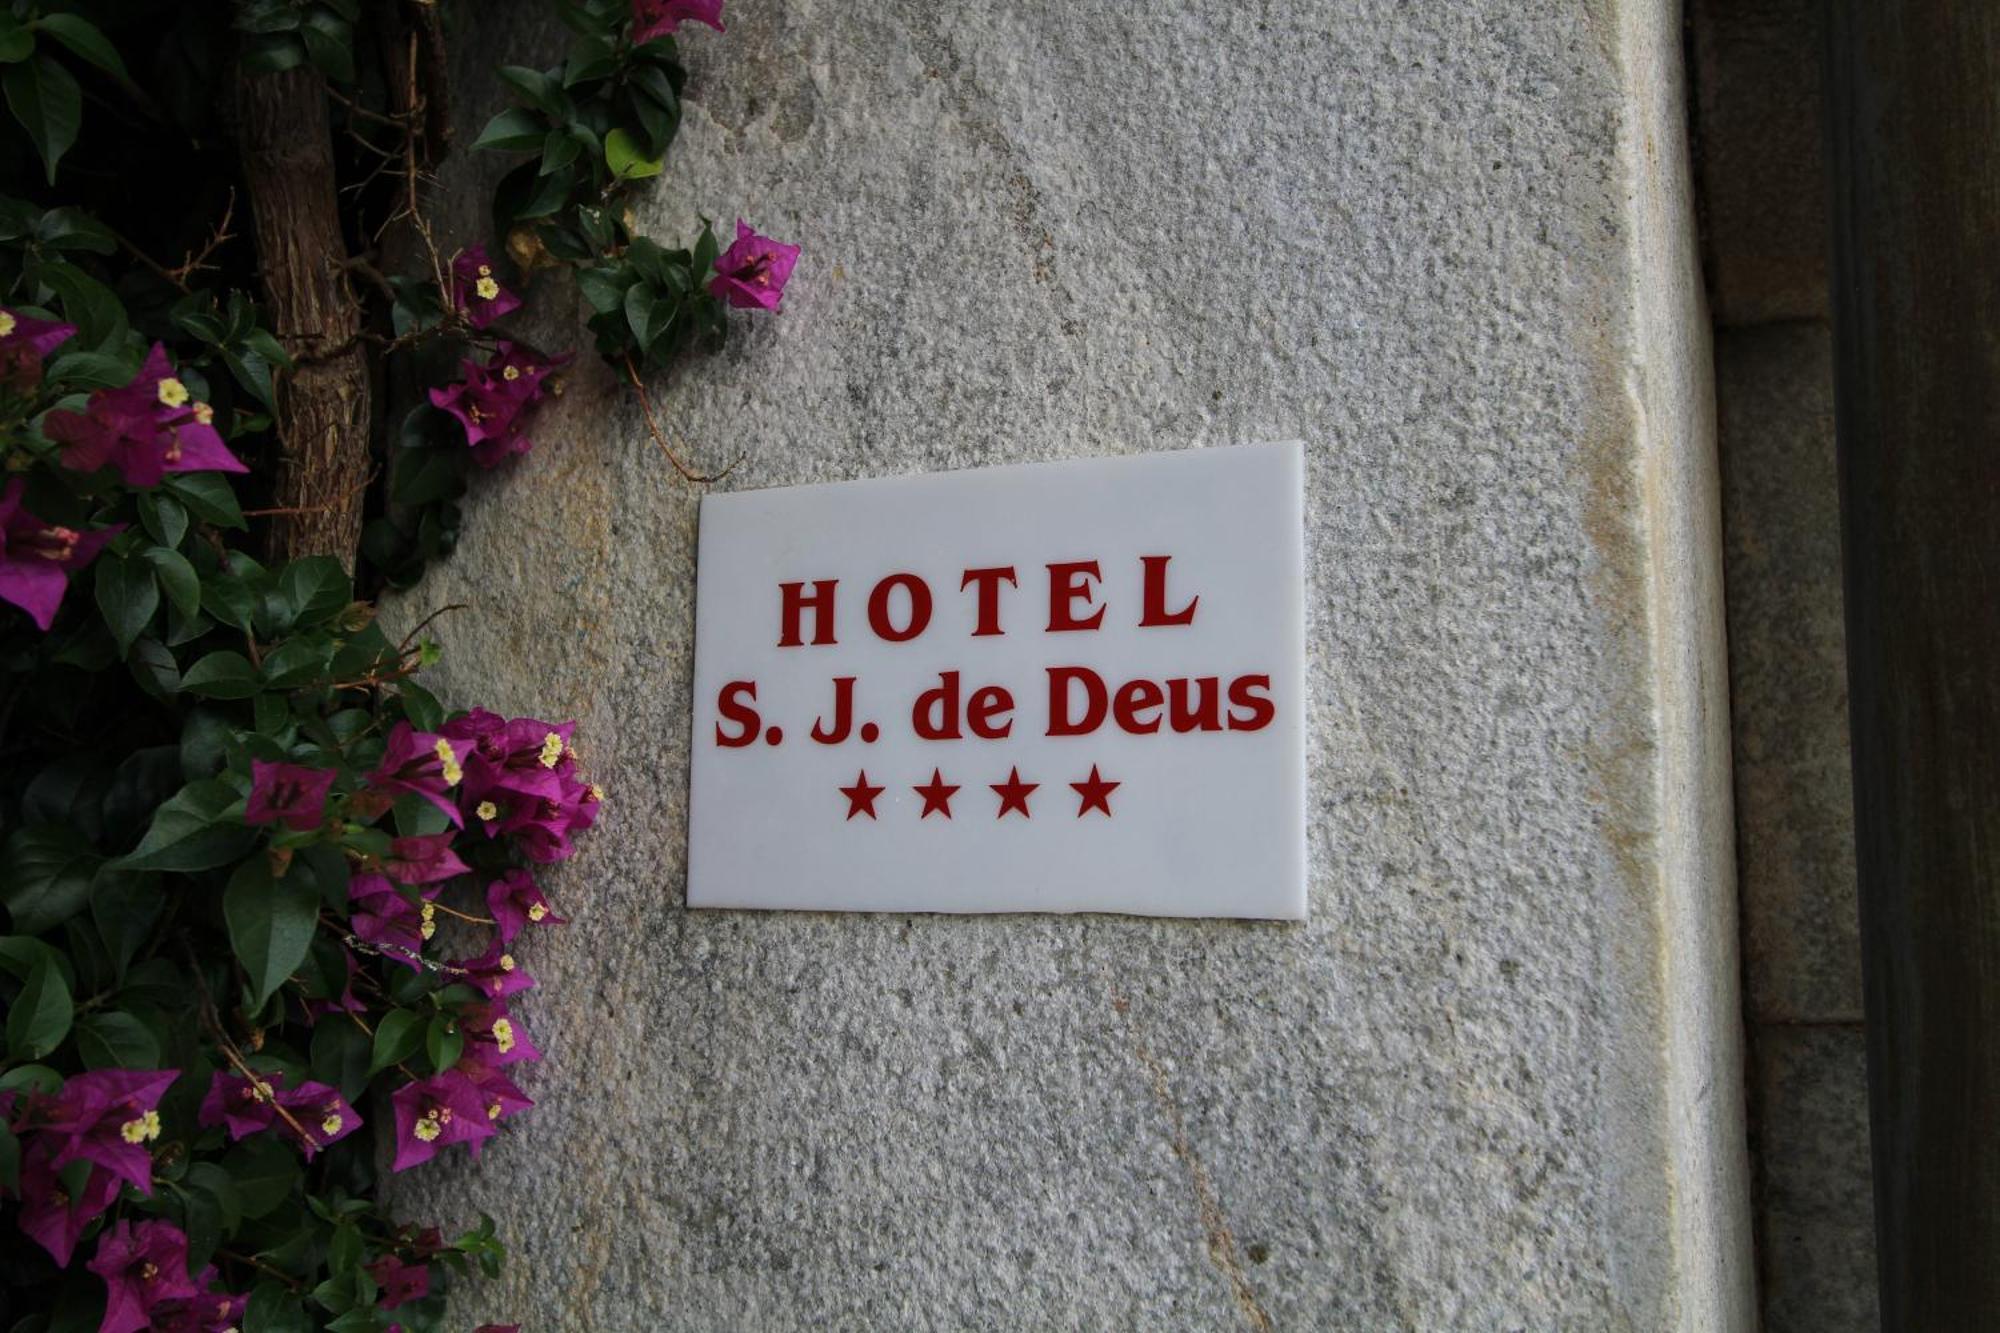 HOTEL
S. J. de Deus
★ ★ ★ ★